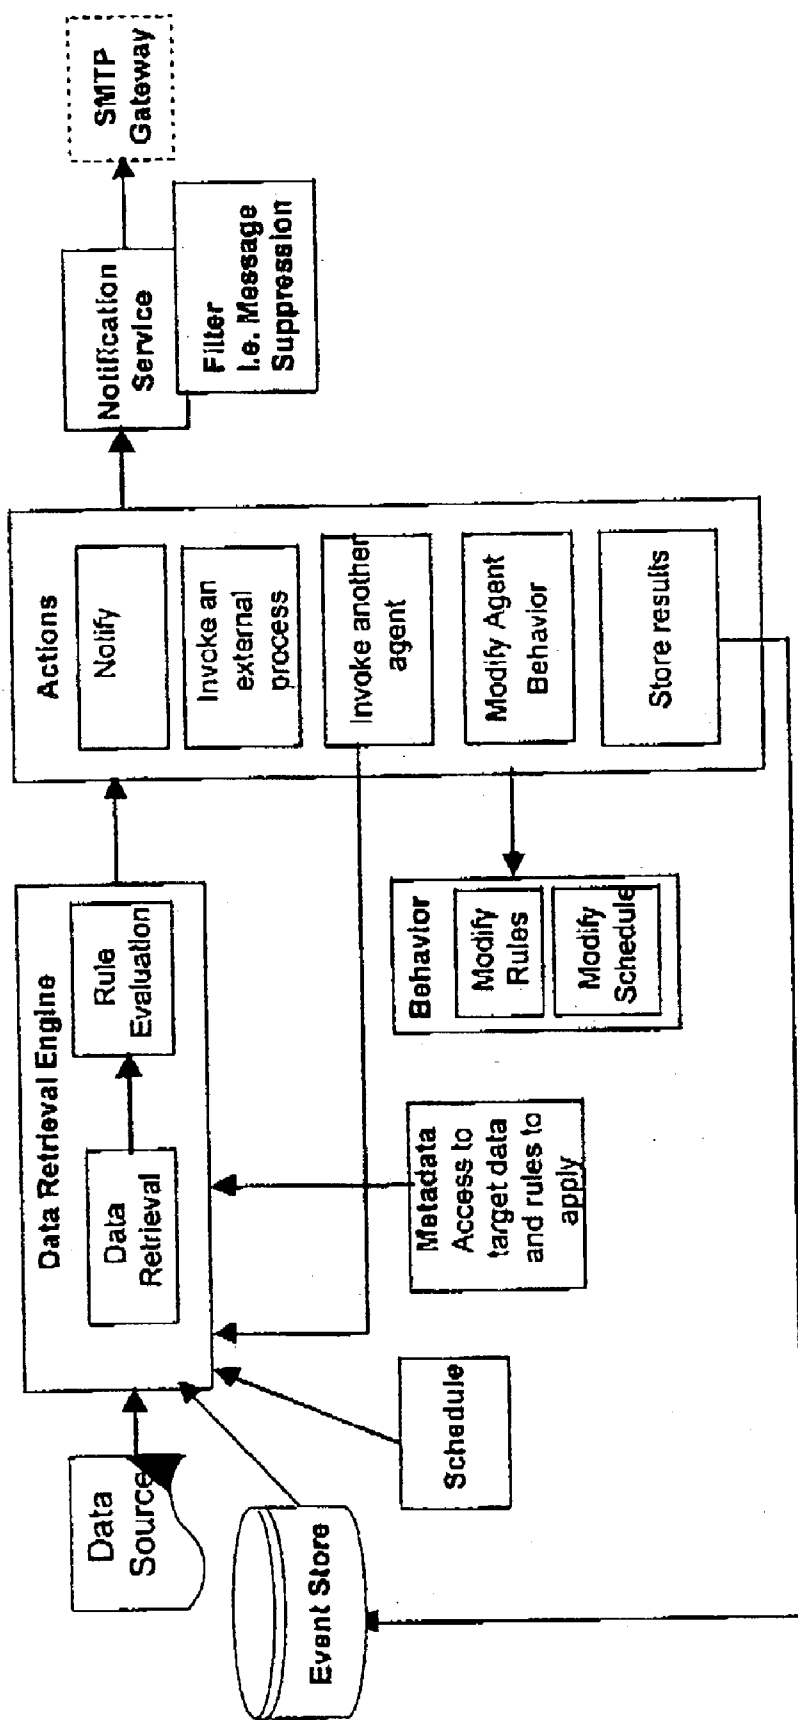 Data
Source
Event Store
Data Retrieval Engine
Data
Retrieval
Rule
Evaluation
Schedule
Metadata
Access to
target data
and rules to
apply
Behavior
Modify
Rules
Modify
Schedule
Actions
Notify
Invoke an
external
process
Invoke another
agent
Modify Agent
Behavior
Store results
Notification
Service
Filter
I.e. Message
Suppression
SMTP
Gateway